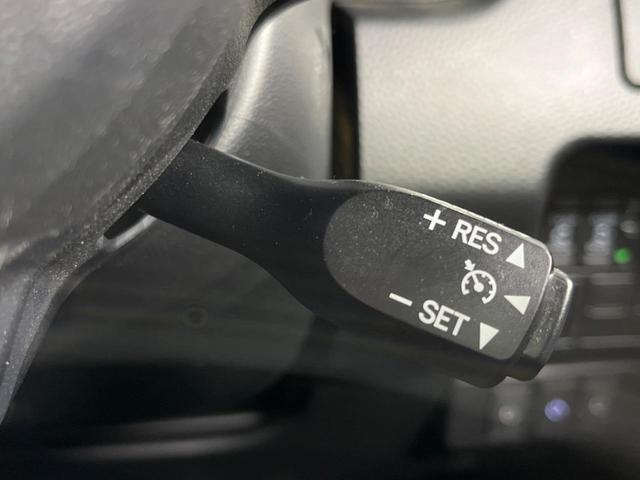 + RES ▲
◀
− SET ▼